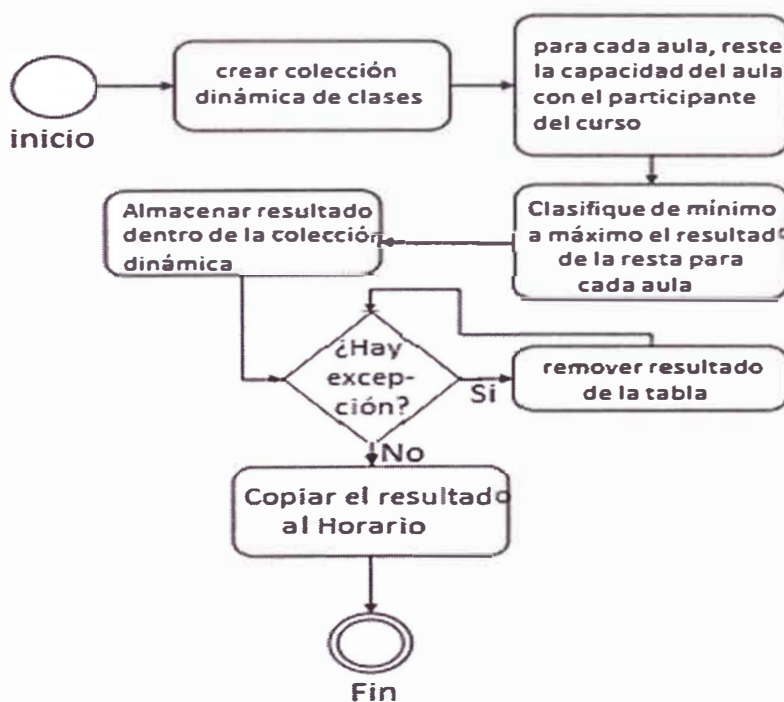 inicio
crear colección
dinámica de clases
para cada aula, reste
la capacidad del aula
con el participante
del curso
Clasifique de mínimo
a máximo el resultado
de la resta para
cada aula
Almacenar resultado
dentro de la colección
dinámica
¿Hay
excep-
ción?
Si
remover resultado
de la tabla
No
Copiar el resultado
al Horario
Fin